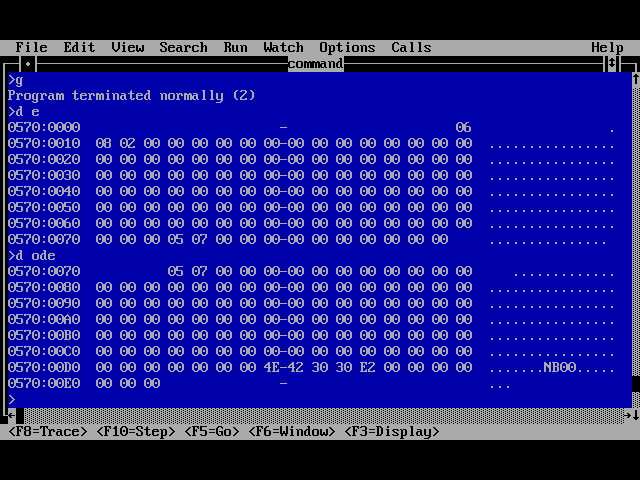 File Edit View Search Run Watch Options Calls Help
command
>g
Program terminated normally (2)
>d e
0570:0000 - 06 .
0570:0010 08 02 00 00 00 00 00 00-00 00 00 00 00 00 00 00 ................
0570:0020 00 00 00 00 00 00 00 00-00 00 00 00 00 00 00 00 ................
0570:0030 00 00 00 00 00 00 00 00-00 00 00 00 00 00 00 00 ................
0570:0040 00 00 00 00 00 00 00 00-00 00 00 00 00 00 00 00 ................
0570:0050 00 00 00 00 00 00 00 00-00 00 00 00 00 00 00 00 ................
0570:0060 00 00 00 00 00 00 00 00-00 00 00 00 00 00 00 00 ................
0570:0070 00 00 00 05 07 00 00 00-00 00 00 00 00 00 00 ...............
>d ode
0570:0070 05 07 00 00 00-00 00 00 00 00 00 00 00 .............
0570:0080 00 00 00 00 00 00 00 00-00 00 00 00 00 00 00 00 ................
0570:0090 00 00 00 00 00 00 00 00-00 00 00 00 00 00 00 00 ................
0570:00A0 00 00 00 00 00 00 00 00-00 00 00 00 00 00 00 00 ................
0570:00B0 00 00 00 00 00 00 00 00-00 00 00 00 00 00 00 00 ................
0570:00C0 00 00 00 00 00 00 00 00-00 00 00 00 00 00 00 00 ................
0570:00D0 00 00 00 00 00 00 00 4E-42 30 30 E2 00 00 00 00 .......NB00.....
0570:00E0 00 00 00 - ...
>
<F8=Trace> <F10=Step> <F5=Go> <F6=Window> <F3=Display>